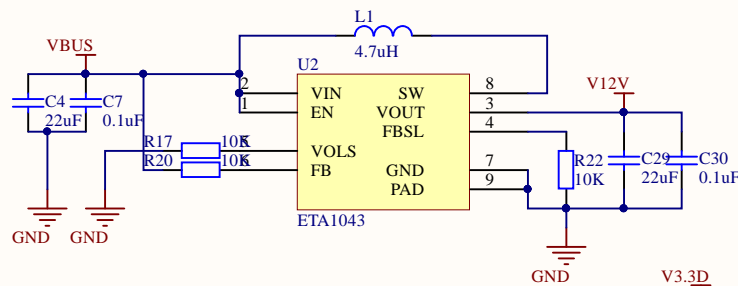 L1
4.7uH
VBUS
U2
V12V
2
VIN
SW
8
1
EN
VOUT
3
C4
C7
22uF
0.1uF
FBSL
4
R17
10K
VOLS
R20
10K
FB
GND
7
PAD
9
R22
10K
C29
22uF
C30
0.1uF
ETA1043
GND
GND
GND
V3.3D